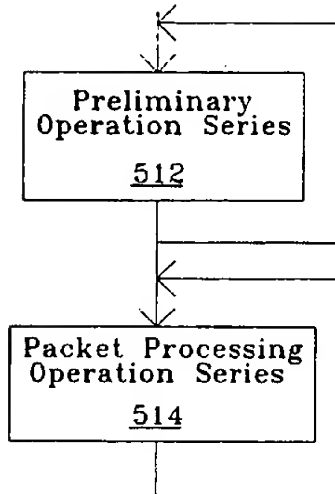 Preliminary
Operation Series
512
Packet Processing
Operation Series
514